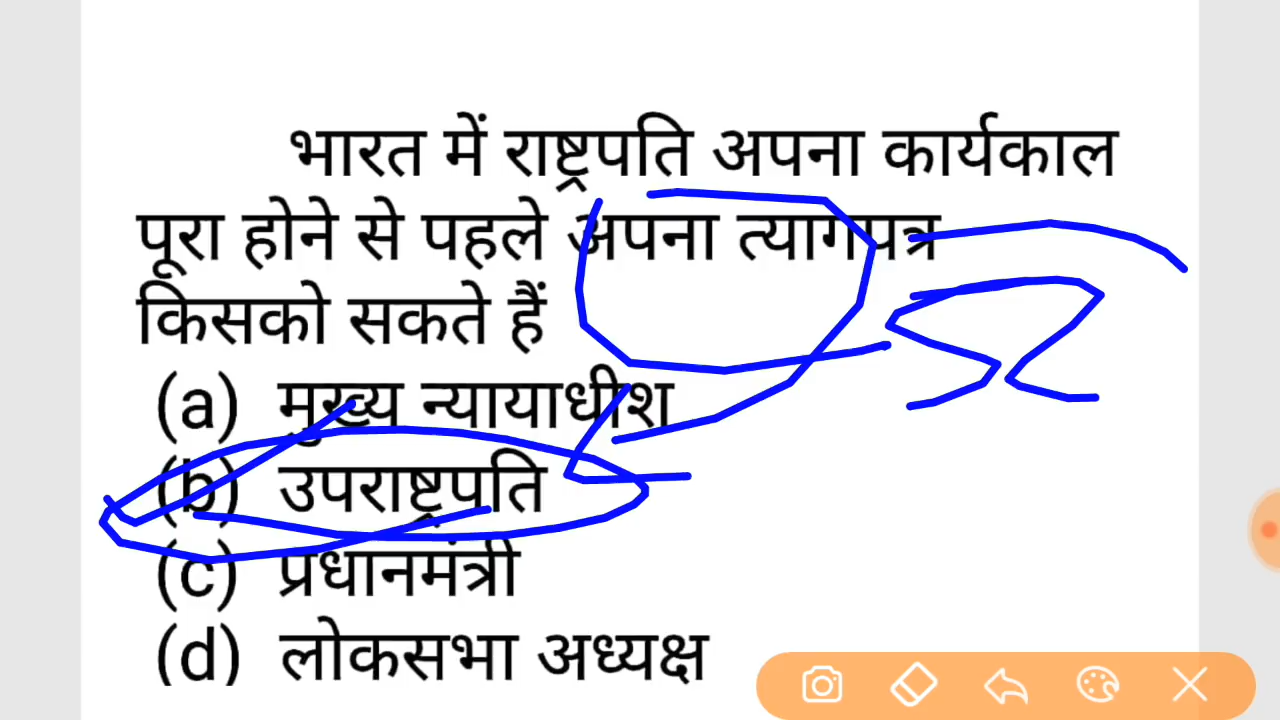 भारत में राष्ट्रपति अपना कार्यकाल
पूरा होने से पहले अपना त्यागपत्र
किसको सकते हैं
(a) मुख्य न्यायाधीश
(b) उपराष्ट्रपति
(c) प्रधानमंत्री
(d) लोकसभा अध्यक्ष